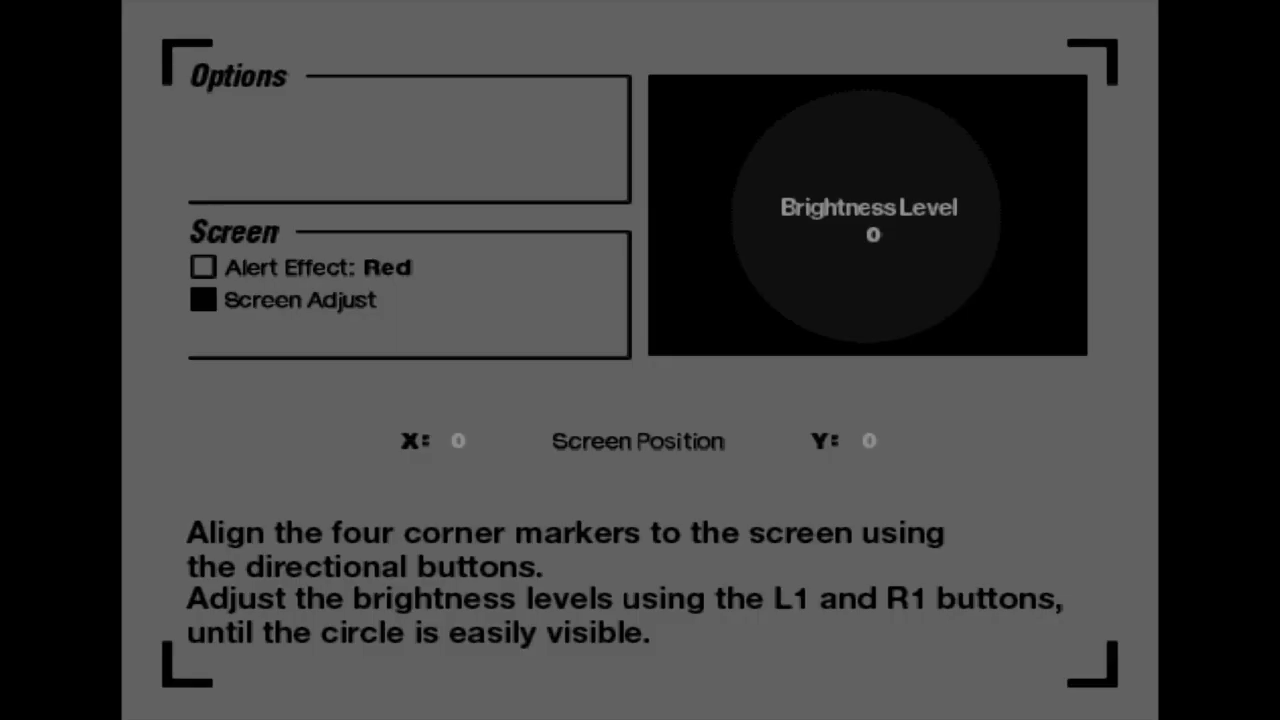 Options
Screen
Alert Effect: Red
Screen Adjust
Brightness Level
0
X: 0 Screen Position Y: 0
Align the four corner markers to the screen using
the directional buttons.
Adjust the brightness levels using the L1 and R1 buttons,
until the circle is easily visible.